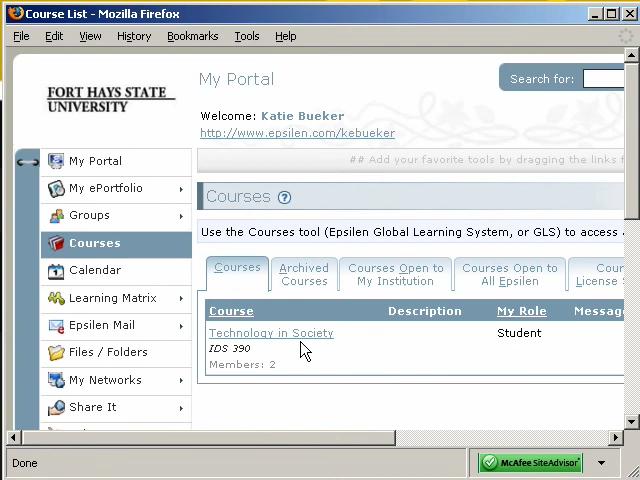 Course List - Mozilla Firefox
File Edit View History Bookmarks Tools Help
FORT HAYS STATE
UNIVERSITY
My Portal
Search for:
Welcome: Katie Bueker
http://www.epsilen.com/kebueker
## Add your favorite tools by dragging the links f
My Portal
My ePortfolio
Groups
Courses
Calendar
Learning Matrix
Epsilen Mail
Files / Folders
My Networks
Share It
Courses
Use the Courses tool (Epsilen Global Learning System, or GLS) to access
Courses
Archived
Courses
Courses Open to
My Institution
Courses Open to
All Epsilen
Cour
License S
Course Description My Role Messag
Technology in Society Student
IDS 390
Members: 2
Done
McAfee SiteAdvisor